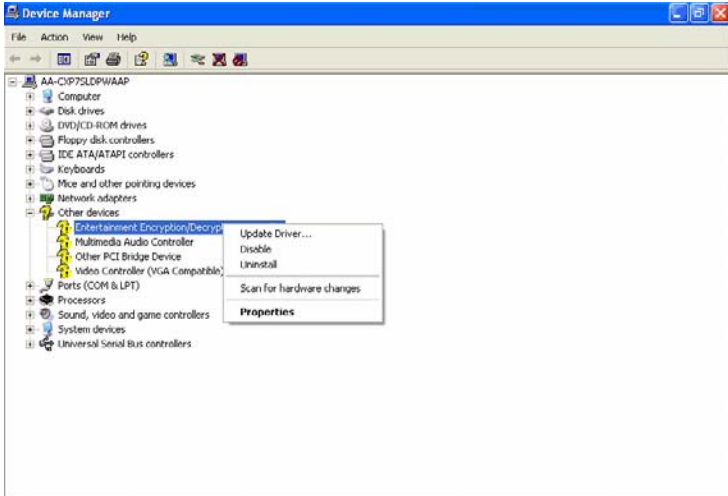 Device Manager
File Action View Help
AA-CXP7SLDPWAAP
Computer
Disk drives
DVD/CD-ROM drives
Floppy disk controllers
IDE ATA/ATAPI controllers
Keyboards
Mice and other pointing devices
Network adapters
Other devices
Entertainment Encryption/Decryp
Multimedia Audio Controller
Other PCI Bridge Device
Video Controller (VGA Compatible)
Ports (COM & LPT)
Processors
Sound, video and game controllers
System devices
Universal Serial Bus controllers
Update Driver...
Disable
Uninstall
Scan for hardware changes
Properties